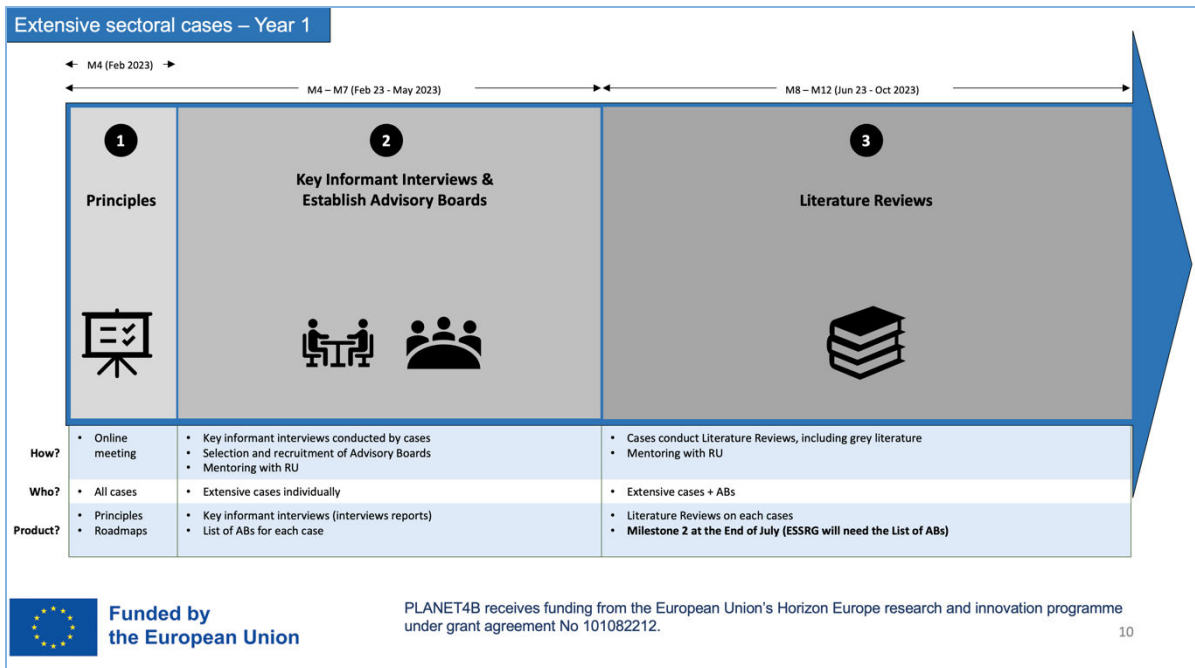 Extensive sectoral cases – Year 1
M4 (Feb 2023)
M4 – M7 (Feb 23 - May 2023)
M8 – M12 (Jun 23 - Oct 2023)
1
Principles
2
Key Informant Interviews &
Establish Advisory Boards
3
Literature Reviews
How?
• Online
meeting
• Key informant interviews conducted by cases
• Selection and recruitment of Advisory Boards
• Mentoring with RU
• Cases conduct Literature Reviews, including grey literature
• Mentoring with RU
Who?
• All cases
• Extensive cases individually
• Extensive cases + ABs
Product?
• Principles
• Roadmaps
• Key informant interviews (interviews reports)
• List of ABs for each case
• Literature Reviews on each cases
• Milestone 2 at the End of July (ESSRG will need the List of ABs)
Funded by
the European Union
PLANET4B receives funding from the European Union's Horizon Europe research and innovation programme
under grant agreement No 101082212.
10